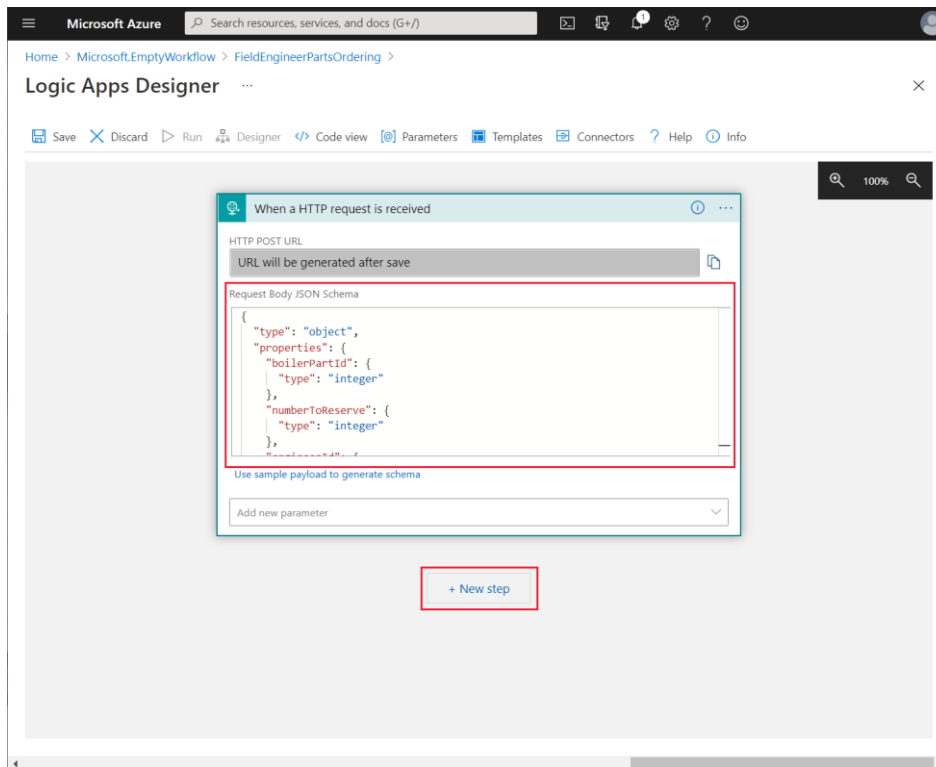 Microsoft Azure
Search resources, services, and docs (G+/)
1
Home > Microsoft.EmptyWorkflow > FieldEngineerPartsOrdering >
Logic Apps Designer ...
Save Discard Run Designer </> Code view [@] Parameters Templates Connectors ? Help Info
100%
When a HTTP request is received
HTTP POST URL
URL will be generated after save
Request Body JSON Schema
{
"type": "object",
"properties": {
"boilerPartId": {
"type": "integer"
},
"numberToReserve": {
"type": "integer"
},
"engineerId": {
Use sample payload to generate schema
Add new parameter
+ New step